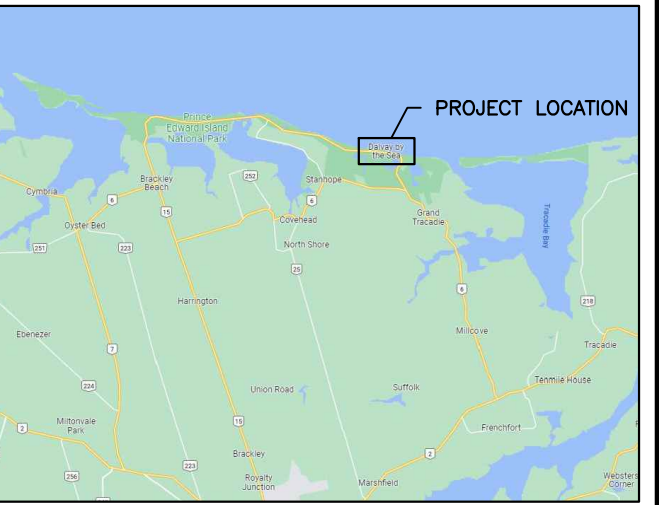 PROJECT LOCATION
Prince
Edward Island
National Park
Dalvay by
the Sea
Cymbria
Brackley
Beach
252
Stanhope
6
6
15
Covehead
Grand
Tracadie
Tracadie Bay
Oyster Bed
251
223
North Shore
25
Harrington
6
218
Ebenezer
7
Millcove
Tracadie
224
Union Road
Suffolk
Tenmile House
2
Miltonvale
Park
15
Frenchfort
Brackley
2
223
256
Royalty
Junction
Marshfield
Websters
Corner